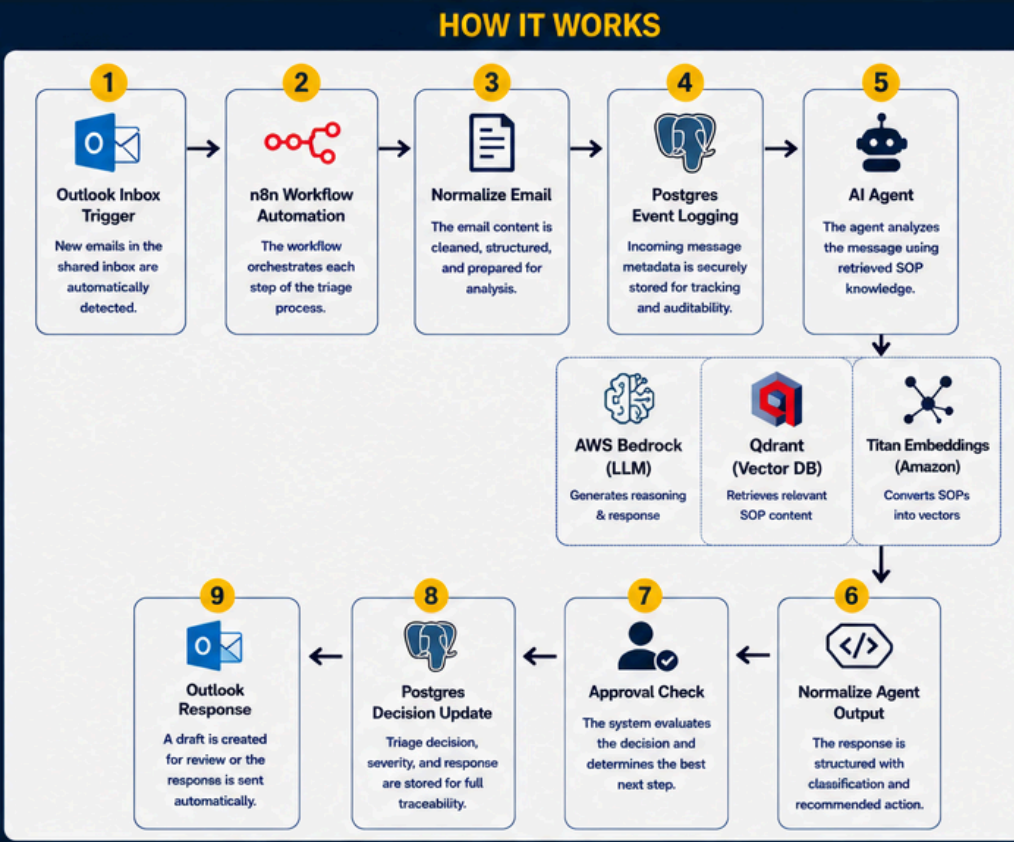 HOW IT WORKS
1
Outlook Inbox
Trigger
New emails in the
shared inbox are
automatically
detected.
2
n8n Workflow
Automation
The workflow
orchestrates each
step of the triage
process.
3
Normalize Email
The email content is
cleaned, structured,
and prepared for
analysis.
4
Postgres
Event Logging
Incoming message
metadata is securely
stored for tracking
and auditability.
5
AI Agent
The agent analyzes
the message using
retrieved SOP
knowledge.
AWS Bedrock
(LLM)
Generates reasoning
& response
Qdrant
(Vector DB)
Retrieves relevant
SOP content
Titan Embeddings
(Amazon)
Converts SOPs
into vectors
6
</>
Normalize Agent
Output
The response is
structured with
classification and
recommended action.
7
Approval Check
The system evaluates
the decision and
determines the best
next step.
8
Postgres
Decision Update
Triage decision,
severity, and response
are stored for full
traceability.
9
Outlook
Response
A draft is created
for review or the
response is sent
automatically.